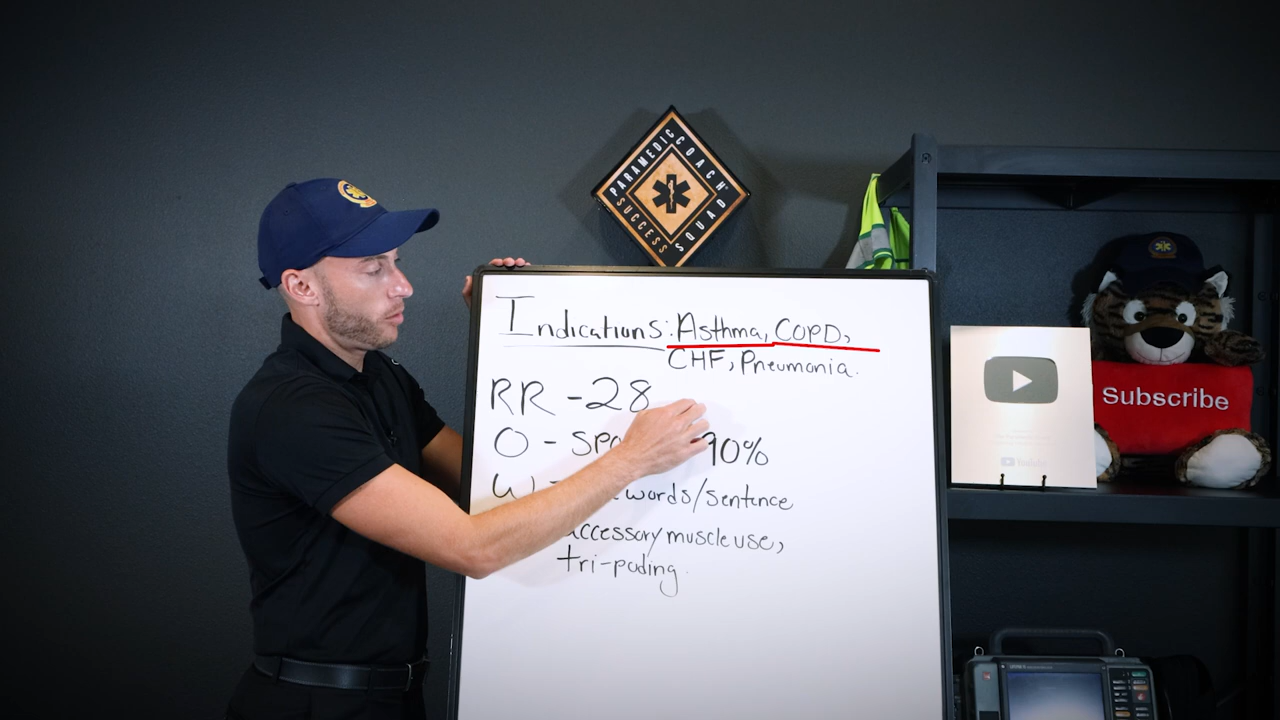 PARAMEDIC COACH
SUCCESS SQUAD
Indications: Asthma, COPD,
CHF, Pneumonia.
RR - 28
O - 90%
W - words/sentence
accessory muscle use,
tri-poding.
Subscribe
YouTube